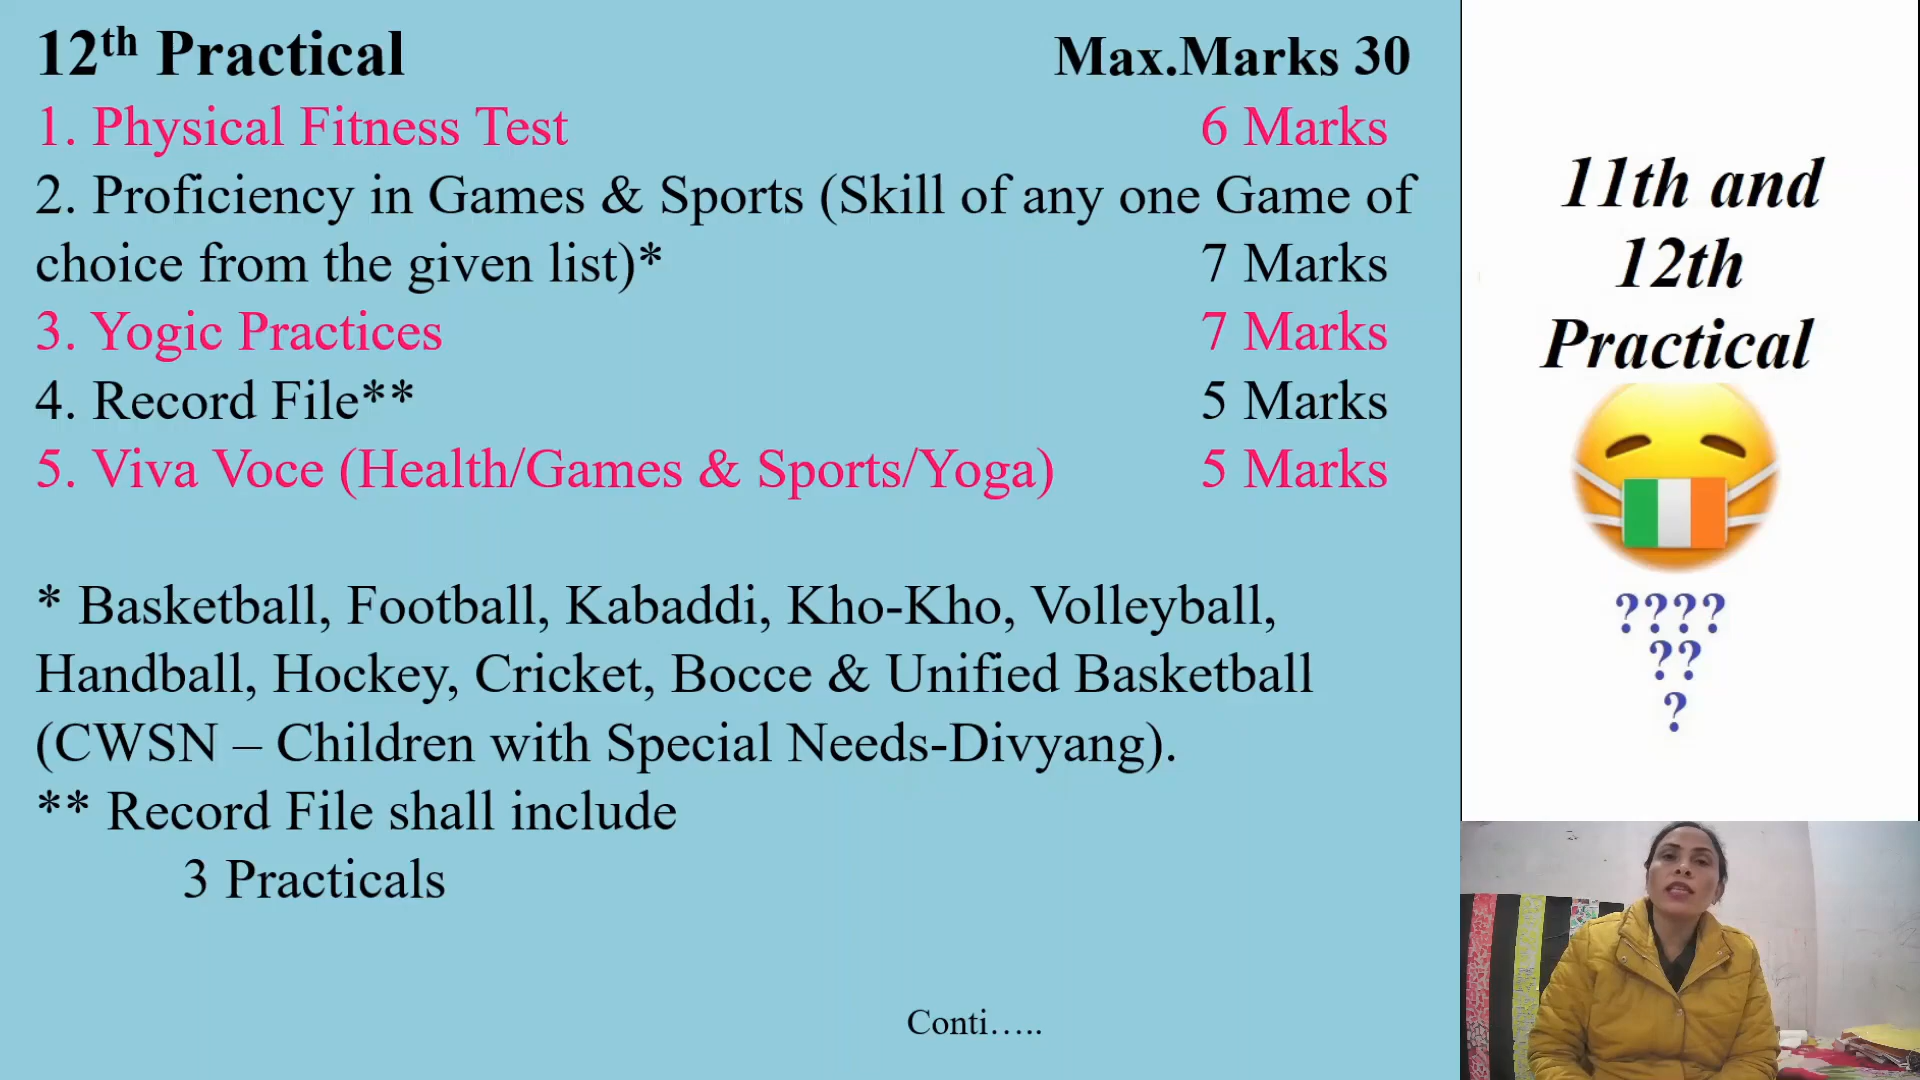 12th Practical Max.Marks 30
1. Physical Fitness Test 6 Marks
2. Proficiency in Games & Sports (Skill of any one Game of
choice from the given list)* 7 Marks
3. Yogic Practices 7 Marks
4. Record File** 5 Marks
5. Viva Voce (Health/Games & Sports/Yoga) 5 Marks
* Basketball, Football, Kabaddi, Kho-Kho, Volleyball,
Handball, Hockey, Cricket, Bocce & Unified Basketball
(CWSN – Children with Special Needs-Divyang).
** Record File shall include
3 Practicals
Conti…..
11th and
12th
Practical
????
??
?